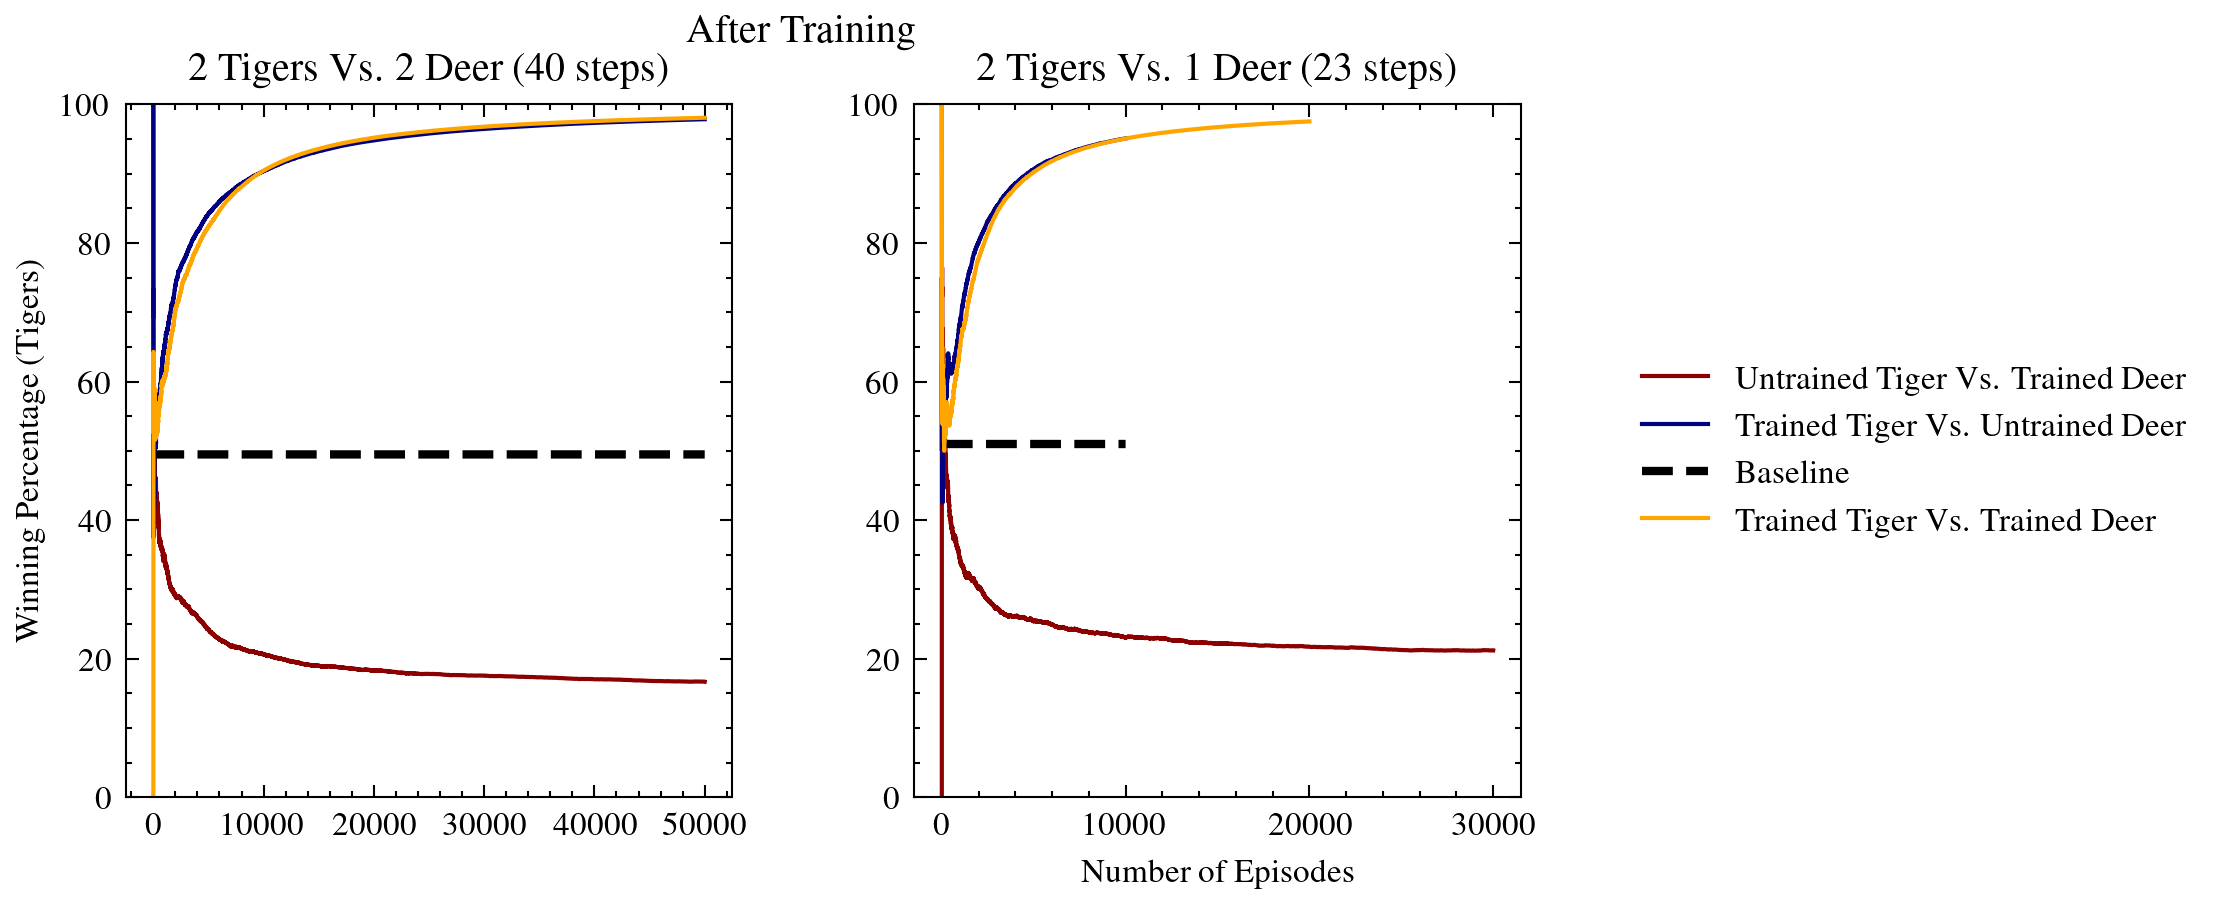 After Training
2 Tigers Vs. 2 Deer (40 steps)
Winning Percentage (Tigers)
100
80
60
40
20
0
0 10000 20000 30000 40000 50000
2 Tigers Vs. 1 Deer (23 steps)
100
80
60
40
20
0
0 10000 20000 30000
Number of Episodes
Untrained Tiger Vs. Trained Deer
Trained Tiger Vs. Untrained Deer
Baseline
Trained Tiger Vs. Trained Deer